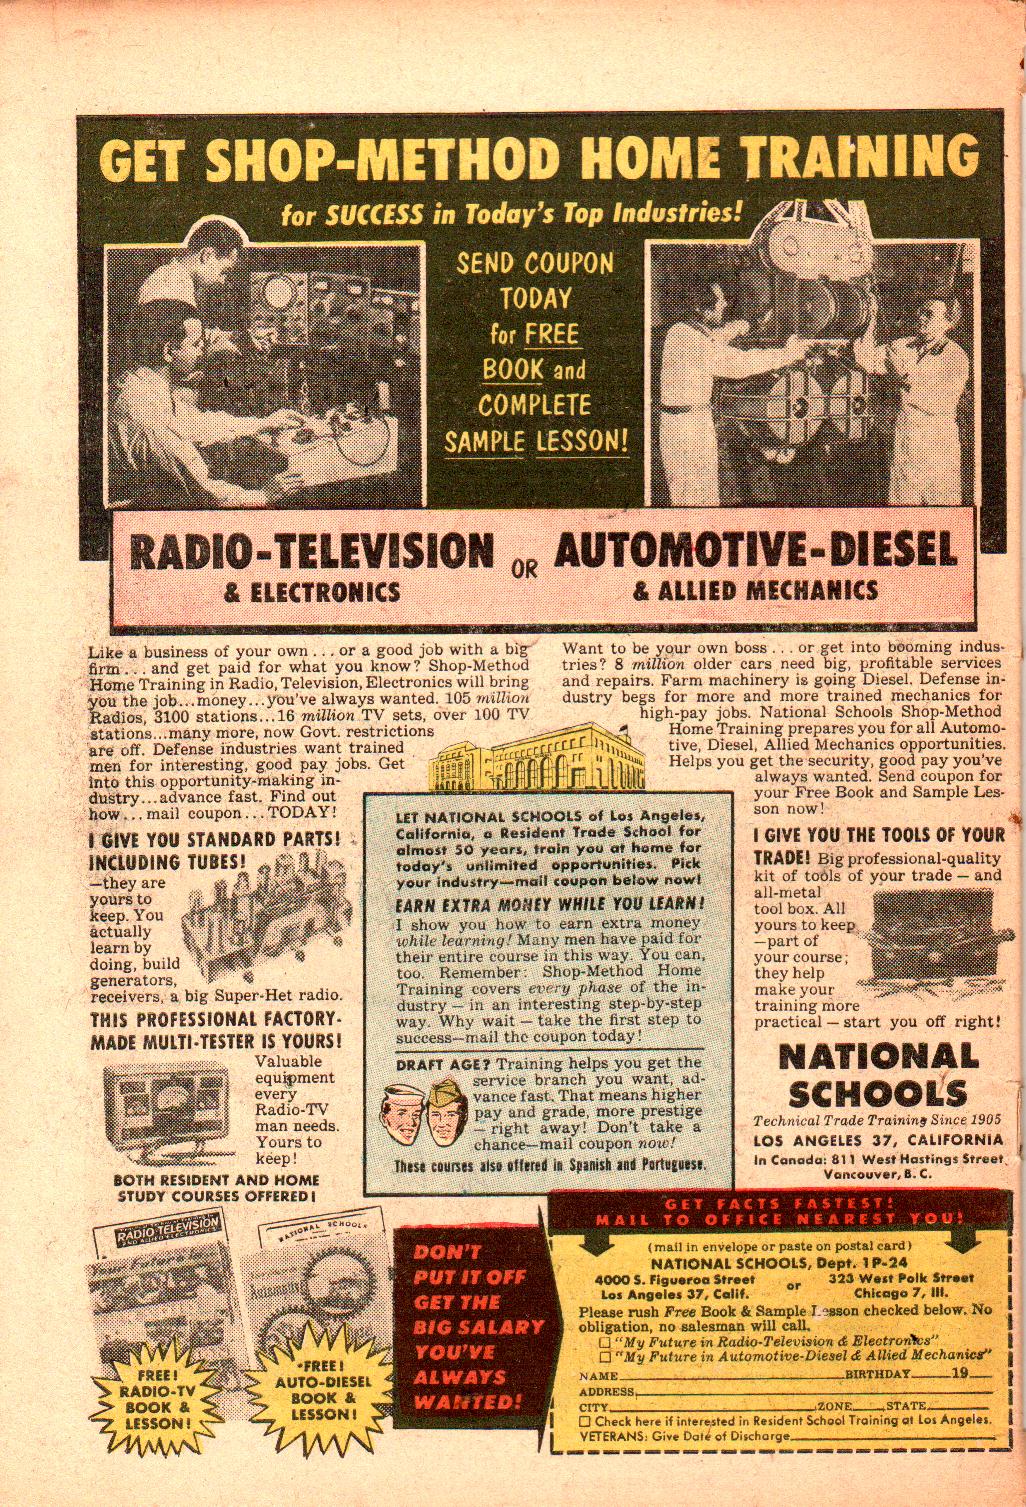 GET SHOP-METHOD HOME TRAINING
for SUCCESS in Today's Top Industries!
SEND COUPON
TODAY
for FREE
BOOK and
COMPLETE
SAMPLE LESSON!
RADIO-TELEVISION
& ELECTRONICS
OR
AUTOMOTIVE-DIESEL
& ALLIED MECHANICS
Like a business of your own . . . or a good job with a big
firm . . . and get paid for what you know? Shop-Method
Home Training in Radio, Television, Electronics will bring
you the job...money...you've always wanted. 105 million
Radios, 3100 stations...16 million TV sets, over 100 TV
stations...many more, now Govt. restrictions
are off. Defense industries want trained
men for interesting, good pay jobs. Get
into this opportunity-making in-
dustry...advance fast. Find out
how...mail coupon...TODAY!
I GIVE YOU STANDARD PARTS!
INCLUDING TUBES!
—they are
yours to
keep. You
actually
learn by
doing, build
generators,
receivers, a big Super-Het radio.
THIS PROFESSIONAL FACTORY-
MADE MULTI-TESTER IS YOURS!
Valuable
equipment
every
Radio-TV
man needs.
Yours to
keep!
BOTH RESIDENT AND HOME
STUDY COURSES OFFERED!
Want to be your own boss . . . or get into booming indus-
tries? 8 million older cars need big, profitable services
and repairs. Farm machinery is going Diesel. Defense in-
dustry begs for more and more trained mechanics for
high-pay jobs. National Schools Shop-Method
Home Training prepares you for all Automo-
tive, Diesel, Allied Mechanics opportunities.
Helps you get the security, good pay you've
always wanted. Send coupon for
your Free Book and Sample Les-
son now!
I GIVE YOU THE TOOLS OF YOUR
TRADE! Big professional-quality
kit of tools of your trade — and
all-metal
tool box. All
yours to keep
—part of
your course;
they help
make your
training more
practical — start you off right!
LET NATIONAL SCHOOLS of Los Angeles,
California, a Resident Trade School for
almost 50 years, train you at home for
today's unlimited opportunities. Pick
your industry—mail coupon below now!
EARN EXTRA MONEY WHILE YOU LEARN!
I show you how to earn extra money
while learning! Many men have paid for
their entire course in this way. You can,
too. Remember: Shop-Method Home
Training covers every phase of the in-
dustry — in an interesting step-by-step
way. Why wait — take the first step to
success—mail the coupon today!
DRAFT AGE? Training helps you get the
service branch you want, ad-
vance fast. That means higher
pay and grade, more prestige
— right away! Don't take a
chance—mail coupon now!
These courses also offered in Spanish and Portuguese.
NATIONAL
SCHOOLS
Technical Trade Training Since 1905
LOS ANGELES 37, CALIFORNIA
In Canada: 811 West Hastings Street,
Vancouver, B. C.
RADIO TELEVISION
NATIONAL SCHOOLS
FREE!
RADIO-TV
BOOK &
LESSON!
FREE!
AUTO-DIESEL
BOOK &
LESSON!
DON'T
PUT IT OFF
GET THE
BIG SALARY
YOU'VE
ALWAYS
WANTED!
GET FACTS FASTEST!
MAIL TO OFFICE NEAREST YOU!
(mail in envelope or paste on postal card)
NATIONAL SCHOOLS, Dept. 1P-24
4000 S. Figueroa Street
Los Angeles 37, Calif.
or
323 West Polk Street
Chicago 7, Ill.
Please rush Free Book & Sample Lesson checked below. No
obligation, no salesman will call.
☐ "My Future in Radio-Television & Electronics"
☐ "My Future in Automotive-Diesel & Allied Mechanics"
NAME BIRTHDAY 19
ADDRESS
CITY ZONE STATE
☐ Check here if interested in Resident School Training at Los Angeles.
VETERANS: Give Date of Discharge